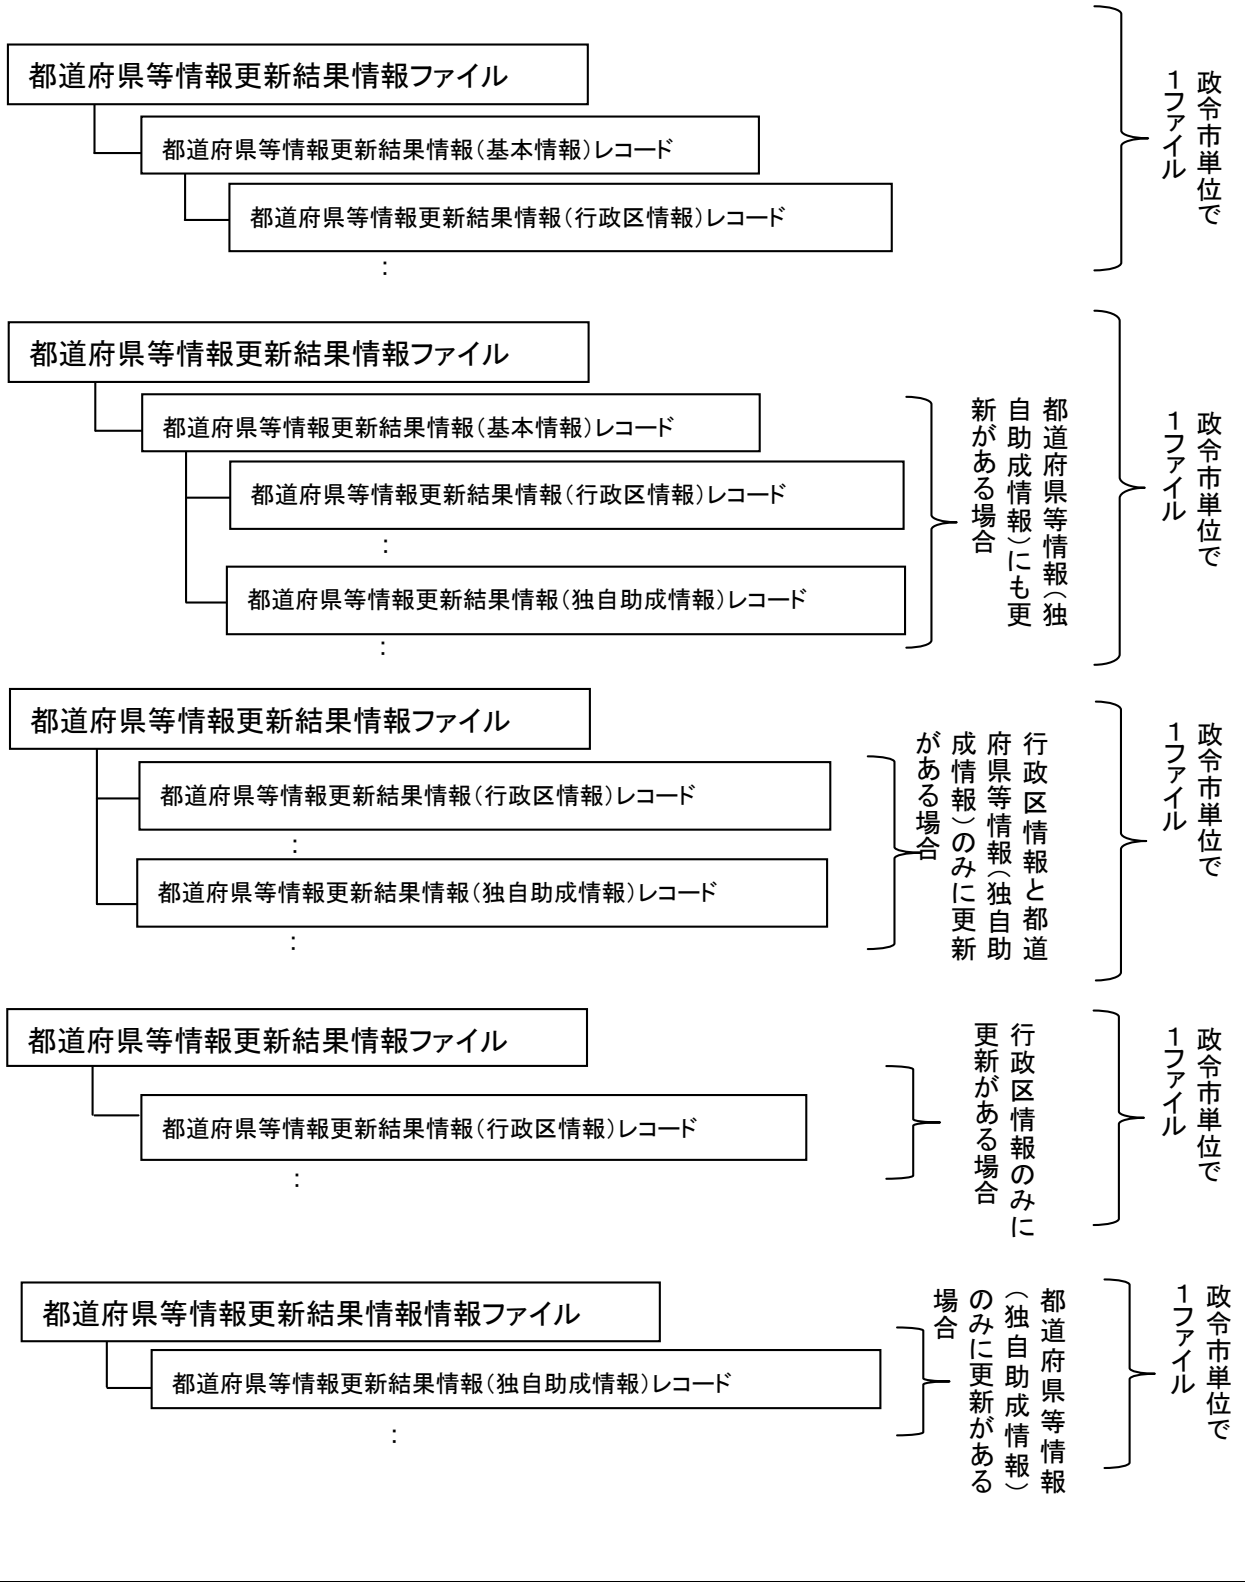 都道府県等情報更新結果情報ファイル
都道府県等情報更新結果情報（基本情報）レコード
都道府県等情報更新結果情報（行政区情報）レコード
：
政令市単位で
１ファイル
都道府県等情報更新結果情報ファイル
都道府県等情報更新結果情報（基本情報）レコード
都道府県等情報更新結果情報（行政区情報）レコード
：
都道府県等情報更新結果情報（独自助成情報）レコード
：
都道府県等情報（独
自助成情報）にも更
新がある場合
政令市単位で
１ファイル
都道府県等情報更新結果情報ファイル
都道府県等情報更新結果情報（行政区情報）レコード
：
都道府県等情報更新結果情報（独自助成情報）レコード
：
行政区情報と都道
府県等情報（独自助
成情報）のみに更新
がある場合
政令市単位で
１ファイル
都道府県等情報更新結果情報ファイル
都道府県等情報更新結果情報（行政区情報）レコード
：
行政区情報のみに
更新がある場合
政令市単位で
１ファイル
都道府県等情報更新結果情報情報ファイル
都道府県等情報更新結果情報（独自助成情報）レコード
：
都道府県等情報
（独自助成情報）
のみに更新がある
場合
政令市単位で
１ファイル